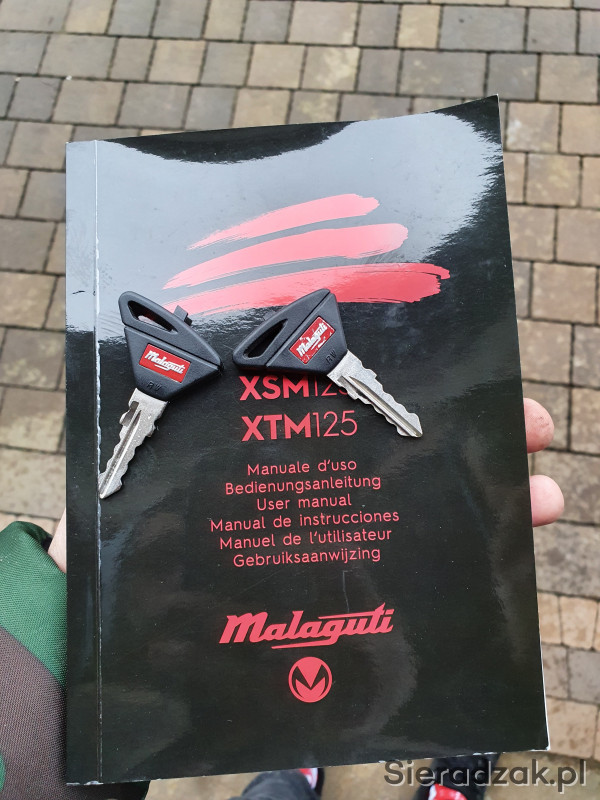 Malaguti
Malaguti
XSM125
XTM125
Manuale d'uso
Bedienungsanleitung
User manual
Manual de instrucciones
Manuel de l'utilisateur
Gebruiksaanwijzing
Malaguti
Sieradzak.pl